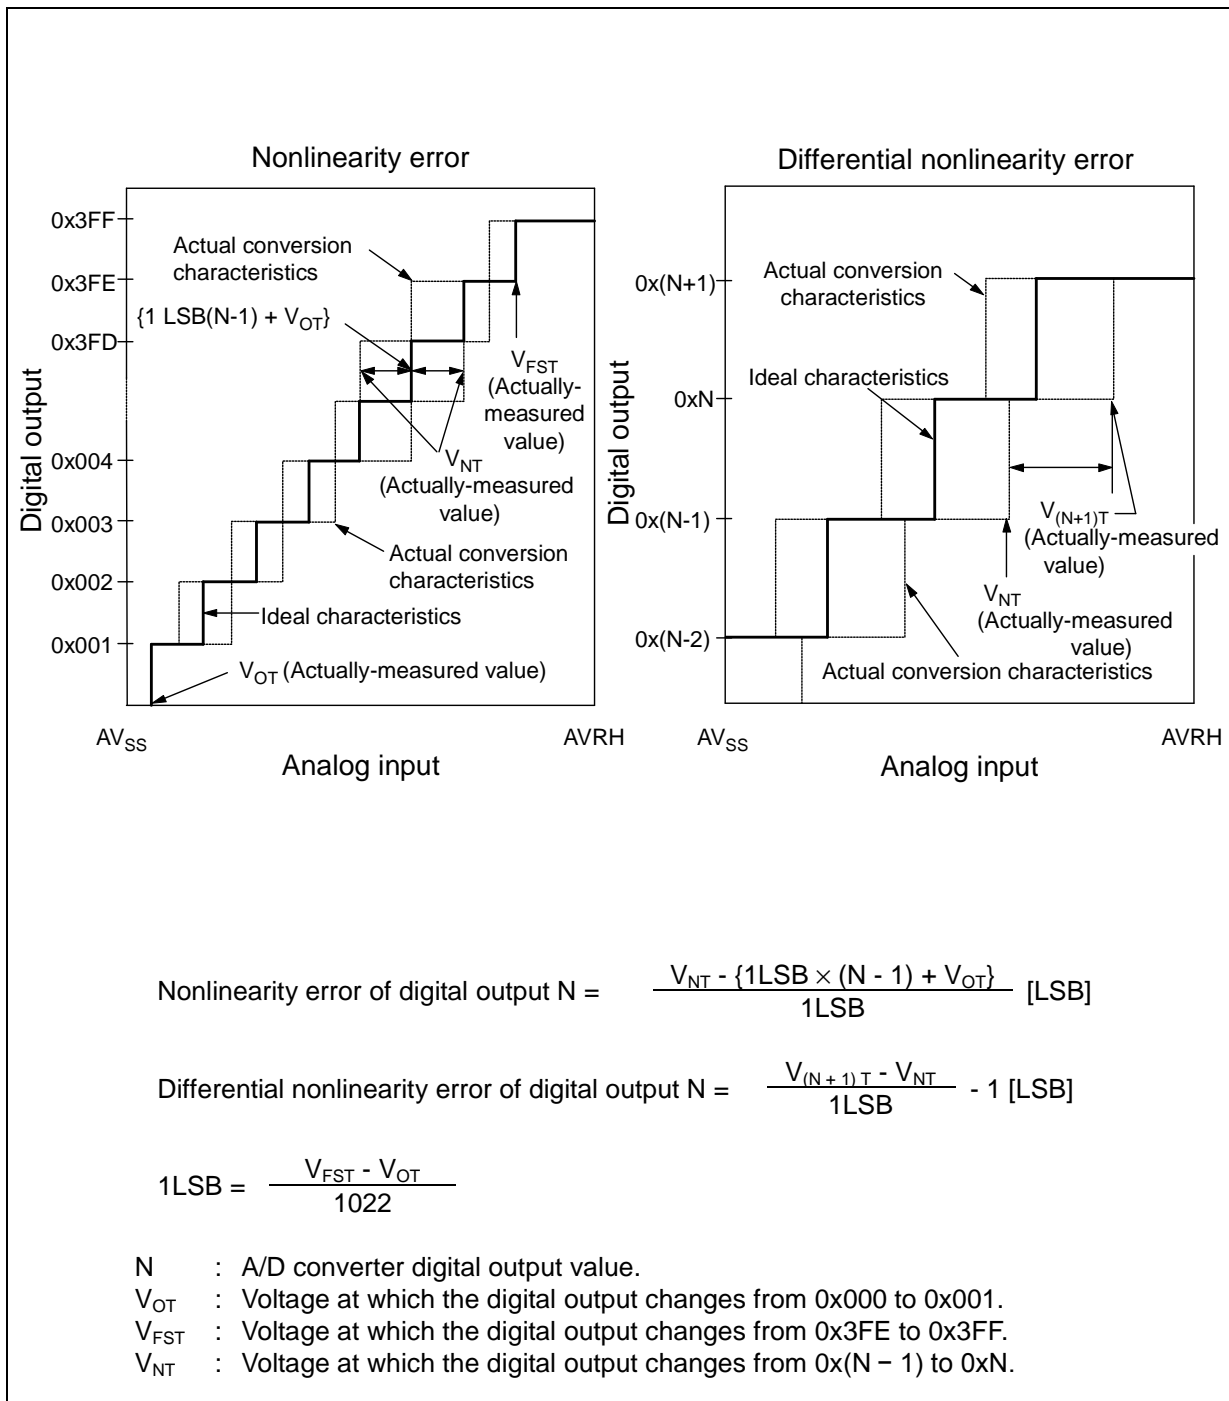 Nonlinearity error
0x3FF
0x3FE
0x3FD
0x004
0x003
0x002
0x001
Digital output
Actual conversion
characteristics
{1 LSB(N-1) + VOT}
VFST
(Actually-
measured
value)
VNT
(Actually-measured
value)
Actual conversion
characteristics
Ideal characteristics
VOT (Actually-measured value)
AVSS
AVRH
Analog input
Differential nonlinearity error
0x(N+1)
0xN
0x(N-1)
0x(N-2)
Digital output
Actual conversion
characteristics
Ideal characteristics
V(N+1)T
(Actually-measured
value)
VNT
(Actually-measured
value)
Actual conversion characteristics
AVSS
AVRH
Analog input
Nonlinearity error of digital output N = VNT - {1LSB × (N - 1) + VOT} / 1LSB [LSB]
Differential nonlinearity error of digital output N = V(N + 1) T - VNT / 1LSB - 1 [LSB]
1LSB = VFST - VOT / 1022
N : A/D converter digital output value.
VOT : Voltage at which the digital output changes from 0x000 to 0x001.
VFST : Voltage at which the digital output changes from 0x3FE to 0x3FF.
VNT : Voltage at which the digital output changes from 0x(N − 1) to 0xN.